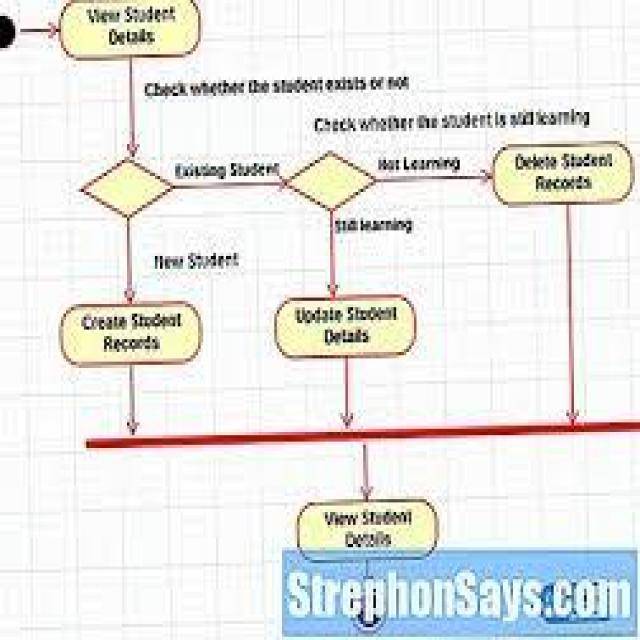 View Student
Details
Check whether the student exists or not
Check whether the student is still learning
Existing Student
Not Learning
Delete Student
Records
Still learning
New Student
Create Student
Records
Update Student
Details
View Student
Details
StrephonSays.com